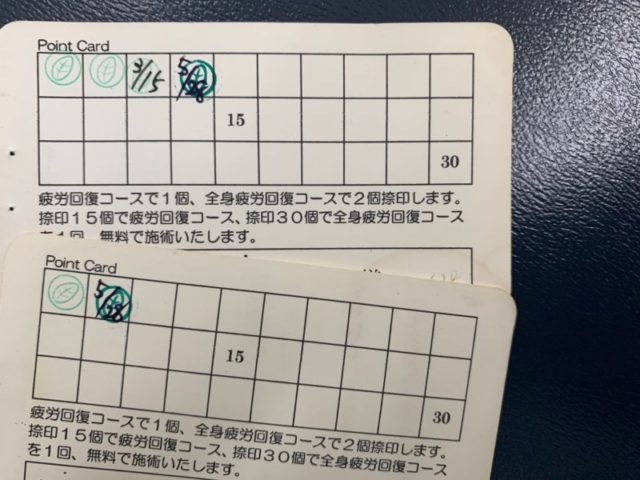 Point Card
3/15 5/28
15
30
疲労回復コースで1個、全身疲労回復コースで2個捺印します。
捺印15個で疲労回復コース、捺印30個で全身疲労回復コース
を1回、無料で施術いたします。
Point Card
5/28
15
30
疲労回復コースで1個、全身疲労回復コースで2個捺印します。
捺印15個で疲労回復コース、捺印30個で全身疲労回復コース
を1回、無料で施術いたします。